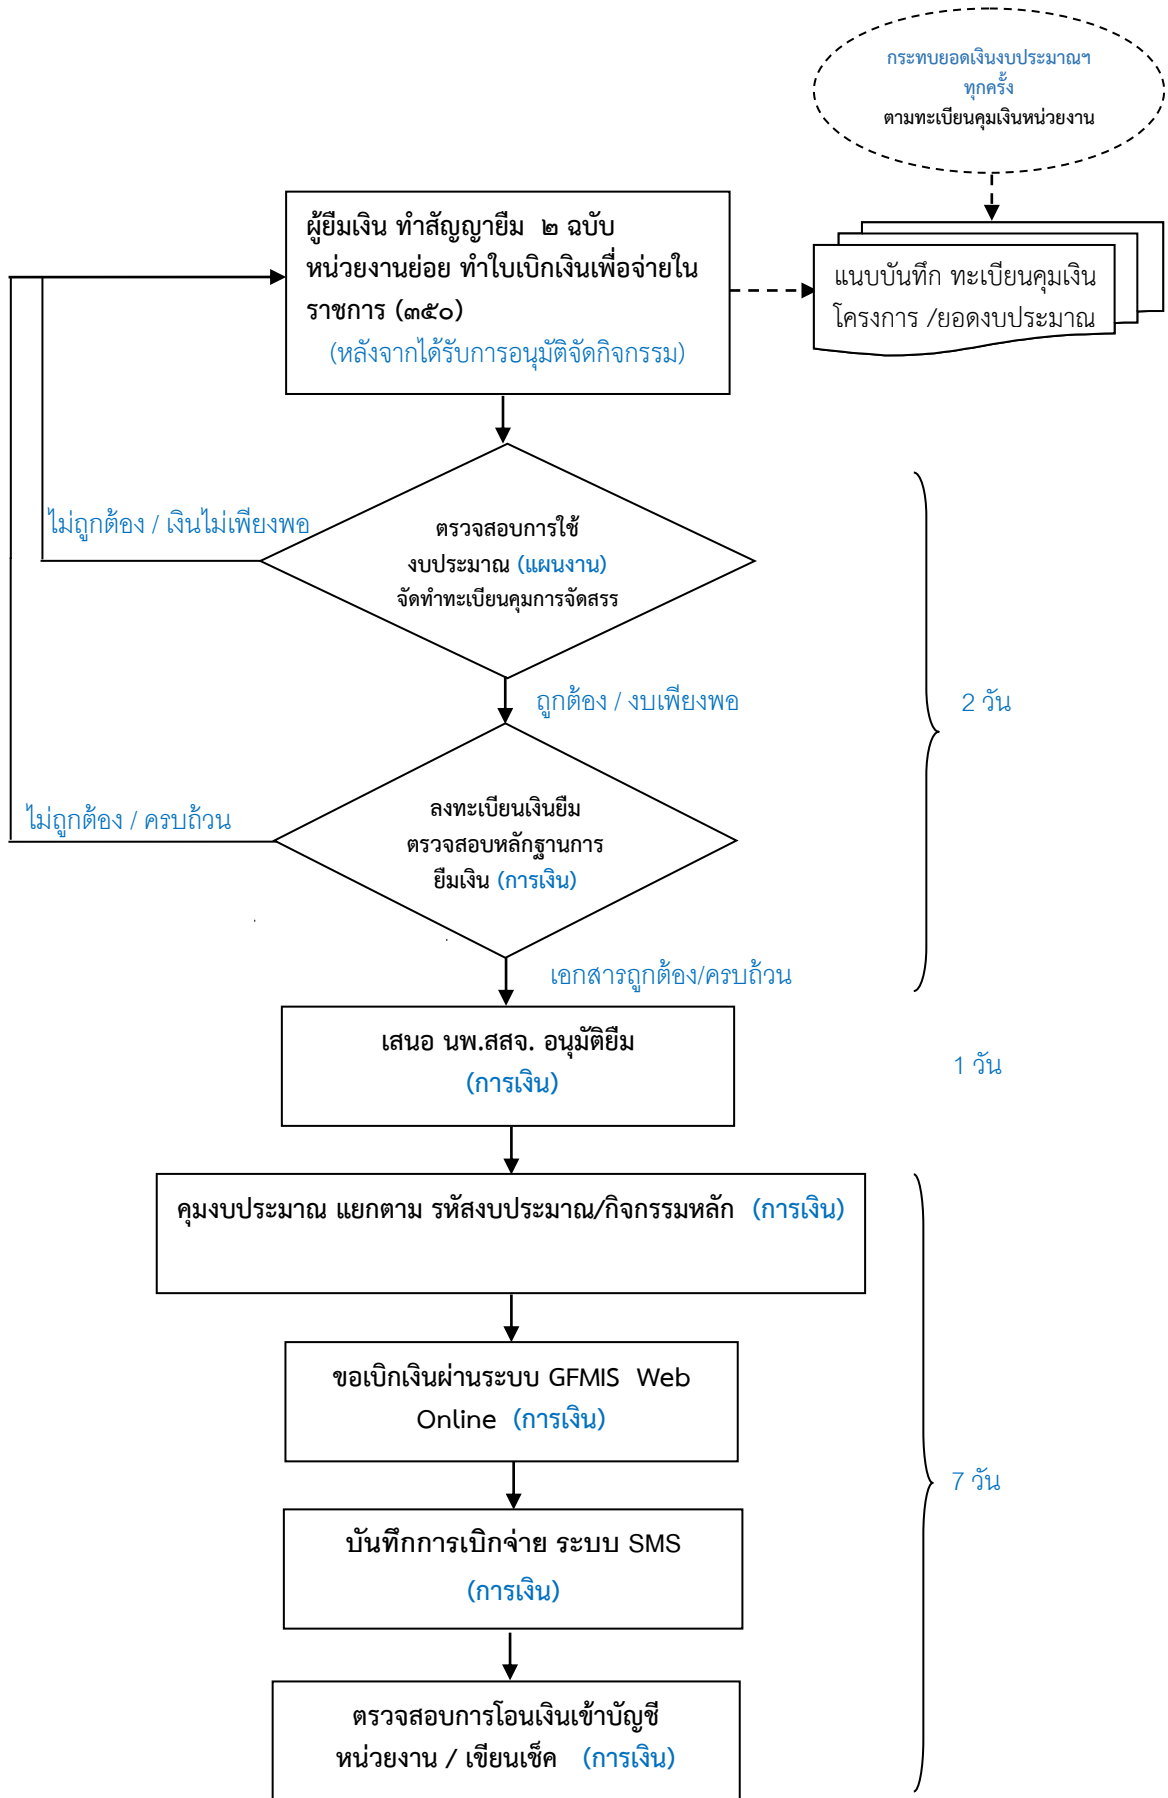 กระทบยอดเงินงบประมาณฯ
ทุกครั้ง
ตามทะเบียนคุมเงินหน่วยงาน
ผู้ยืมเงิน ทำสัญญายืม ๒ ฉบับ
หน่วยงานย่อย ทำใบเบิกเงินเพื่อจ่ายใน
ราชการ (๓๕๐)
(หลังจากได้รับการอนุมัติจัดกิจกรรม)
แนบบันทึก ทะเบียนคุมเงิน
โครงการ /ยอดงบประมาณ
ไม่ถูกต้อง / เงินไม่เพียงพอ
ตรวจสอบการใช้
งบประมาณ (แผนงาน)
จัดทำทะเบียนคุมการจัดสรร
ถูกต้อง / งบเพียงพอ
2 วัน
ไม่ถูกต้อง / ครบถ้วน
ลงทะเบียนเงินยืม
ตรวจสอบหลักฐานการ
ยืมเงิน (การเงิน)
เอกสารถูกต้อง/ครบถ้วน
เสนอ นพ.สสจ. อนุมัติยืม
(การเงิน)
1 วัน
คุมงบประมาณ แยกตาม รหัสงบประมาณ/กิจกรรมหลัก (การเงิน)
ขอเบิกเงินผ่านระบบ GFMIS Web
Online (การเงิน)
7 วัน
บันทึกการเบิกจ่าย ระบบ SMS
(การเงิน)
ตรวจสอบการโอนเงินเข้าบัญชี
หน่วยงาน / เขียนเช็ค (การเงิน)